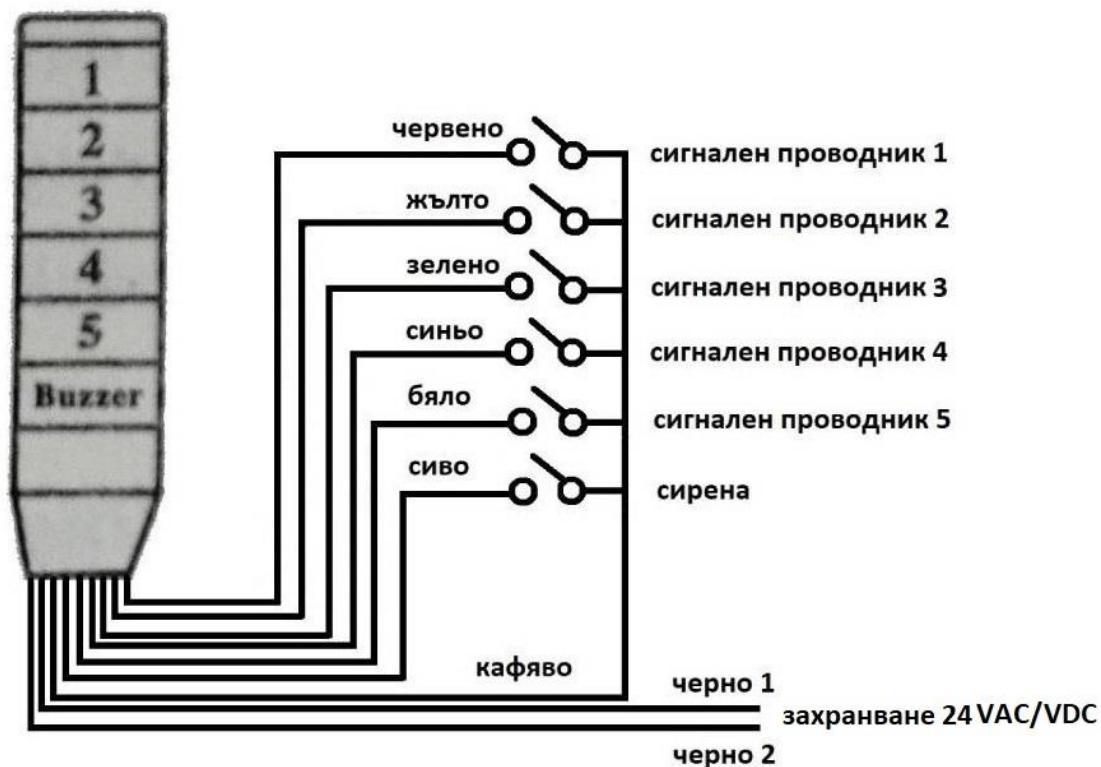 1
2
3
4
5
Buzzer
червено
сигнален проводник 1
жълто
сигнален проводник 2
зелено
сигнален проводник 3
синьо
сигнален проводник 4
бяло
сигнален проводник 5
сиво
сирена
кафяво
черно 1
захранване 24 VAC/VDC
черно 2